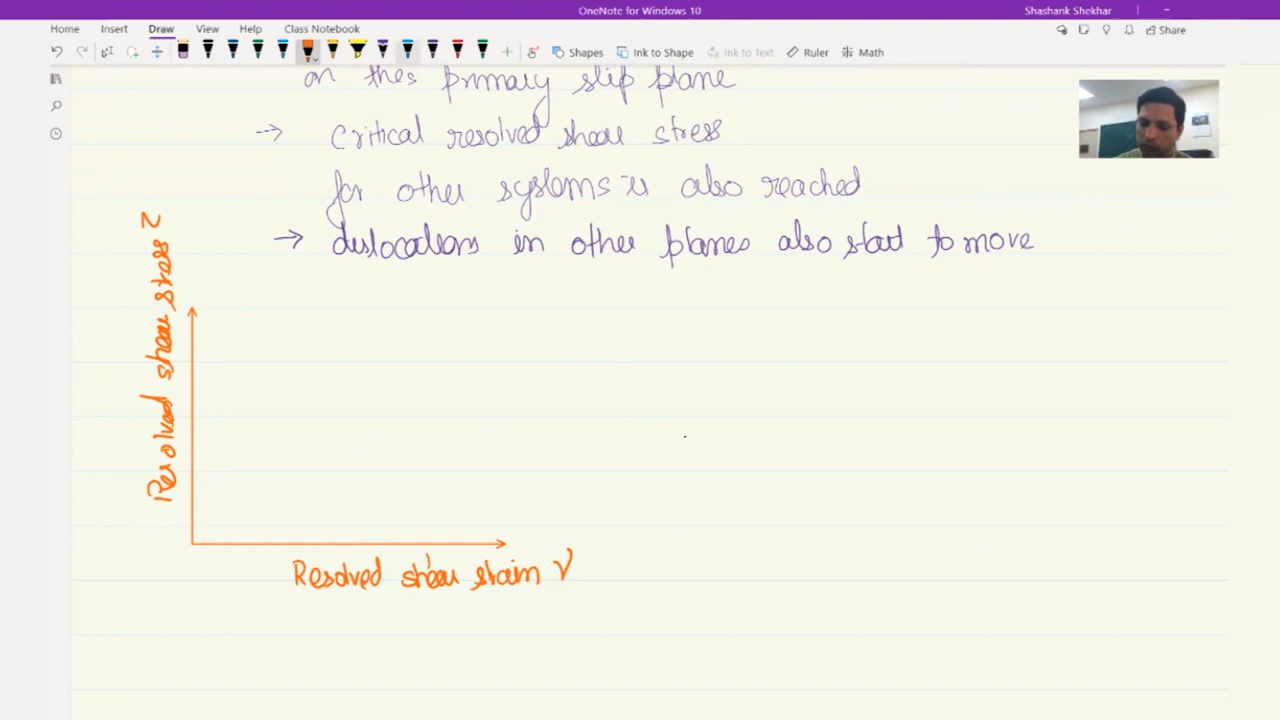 OneNote for Windows 10
Shashank Shekhar
Home Insert Draw View Help Class Notebook
Share
Shapes Ink to Shape Ink to Text Ruler Math
on thes primary slip plane
→ Critical resolved shear stress
for other systems is also reached
→ dislocations in other planes also start to move
Resolved shear stress τ
Resolved shear strain γ